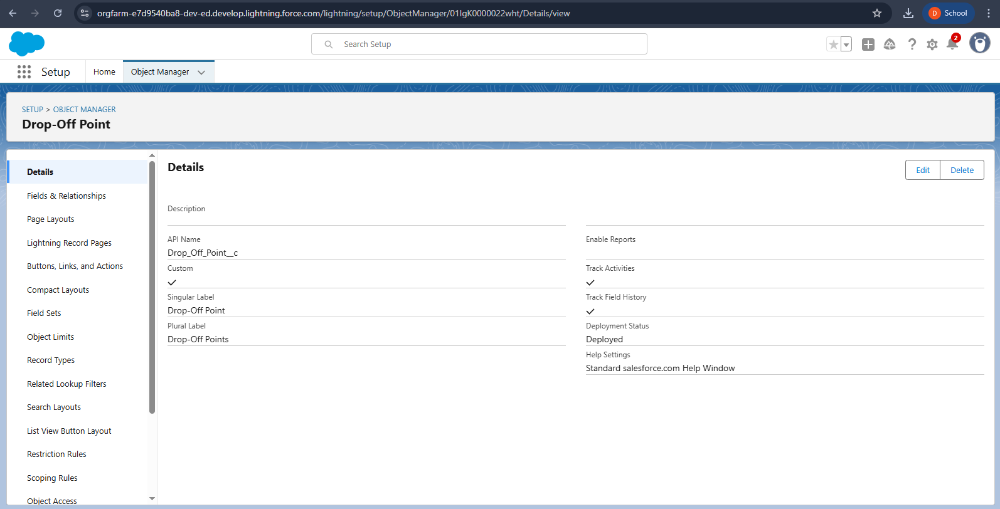 orgfarm-e7d9540ba8-dev-ed.develop.lightning.force.com/lightning/setup/ObjectManager/01IgK0000022wht/Details/view
D School
Search Setup
2
Setup
Home
Object Manager
SETUP > OBJECT MANAGER
Drop-Off Point
Details
Fields & Relationships
Page Layouts
Lightning Record Pages
Buttons, Links, and Actions
Compact Layouts
Field Sets
Object Limits
Record Types
Related Lookup Filters
Search Layouts
List View Button Layout
Restriction Rules
Scoping Rules
Object Access
Details
Edit
Delete
Description
API Name
Drop_Off_Point__c
Custom
Singular Label
Drop-Off Point
Plural Label
Drop-Off Points
Enable Reports
Track Activities
Track Field History
Deployment Status
Deployed
Help Settings
Standard salesforce.com Help Window